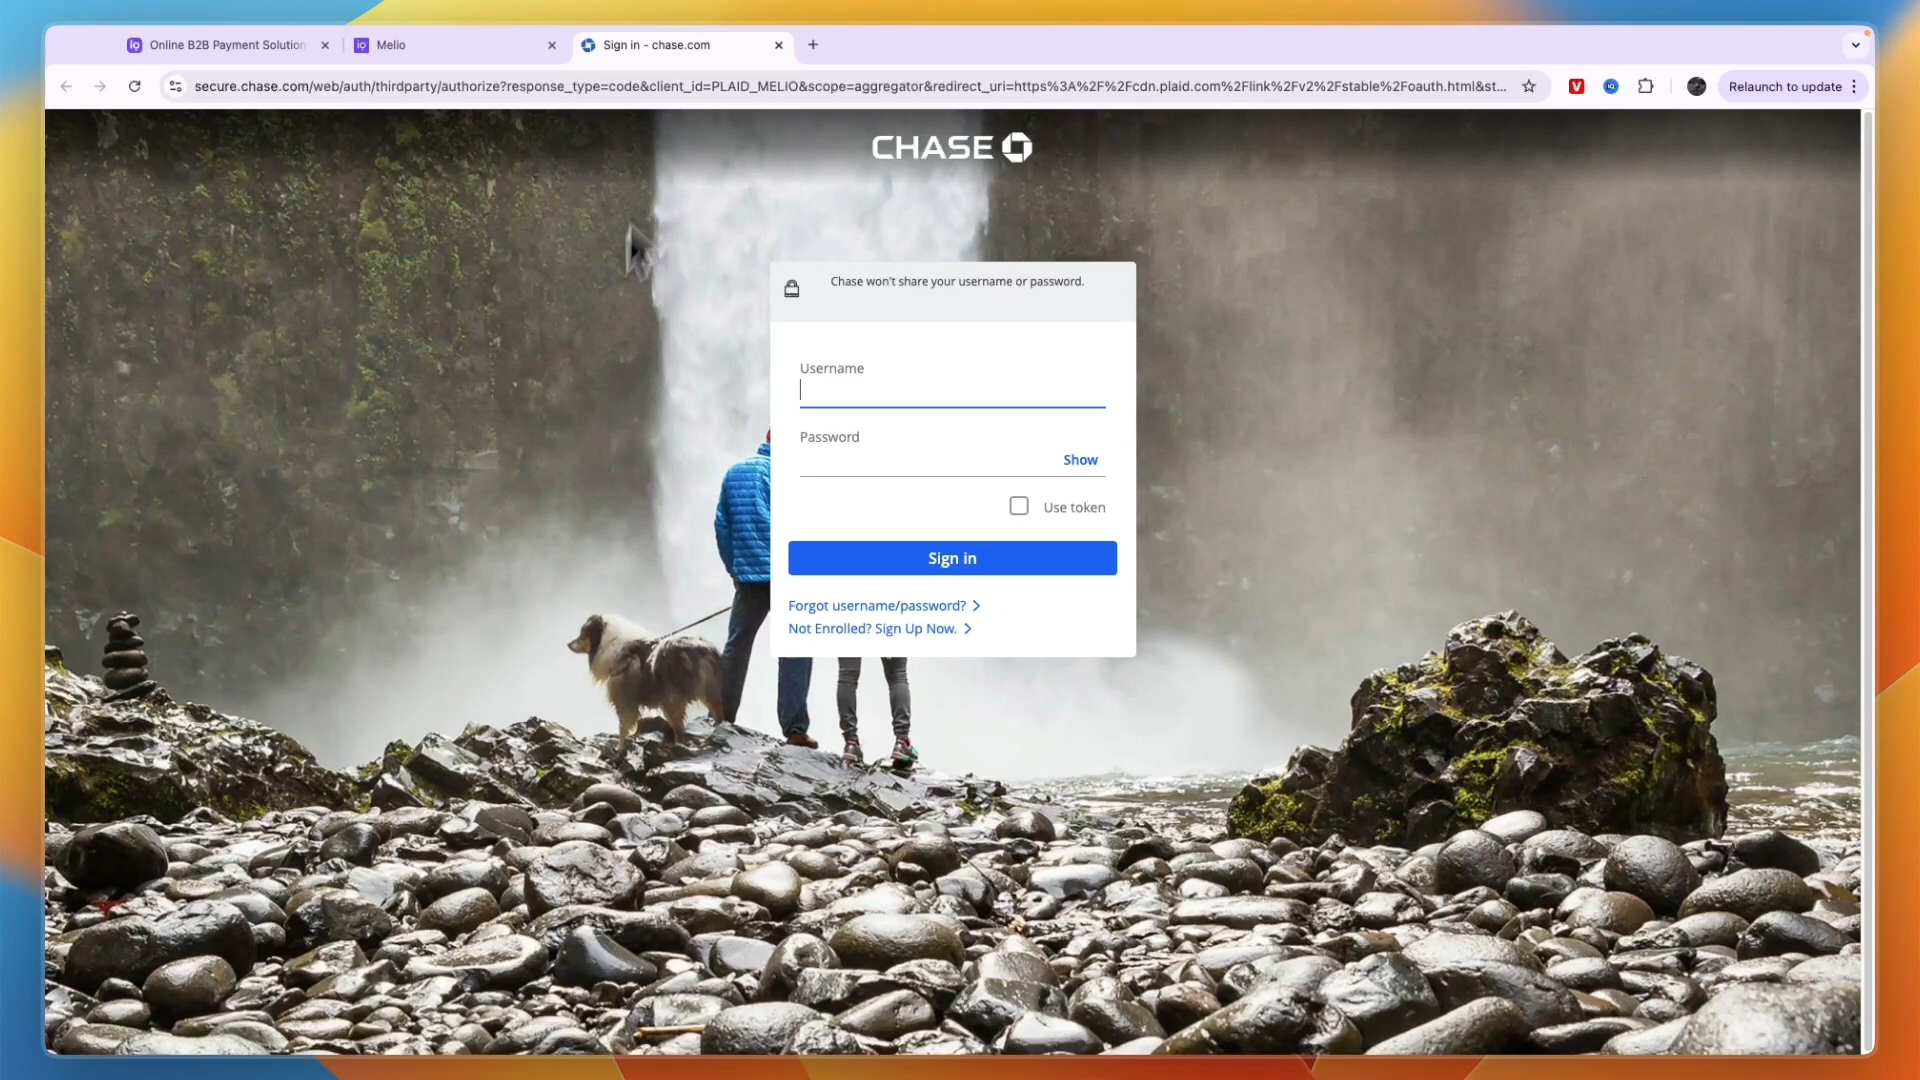 Online B2B Payment Solution
Melio
Sign in - chase.com
secure.chase.com/web/auth/thirdparty/authorize?response_type=code&client_id=PLAID_MELIO&scope=aggregator&redirect_uri=https%3A%2F%2Fcdn.plaid.com%2Flink%2Fv2%2Fstable%2Foauth.html&st...
Relaunch to update
CHASE
Chase won't share your username or password.
Username
Password
Show
Use token
Sign in
Forgot username/password?
Not Enrolled? Sign Up Now.